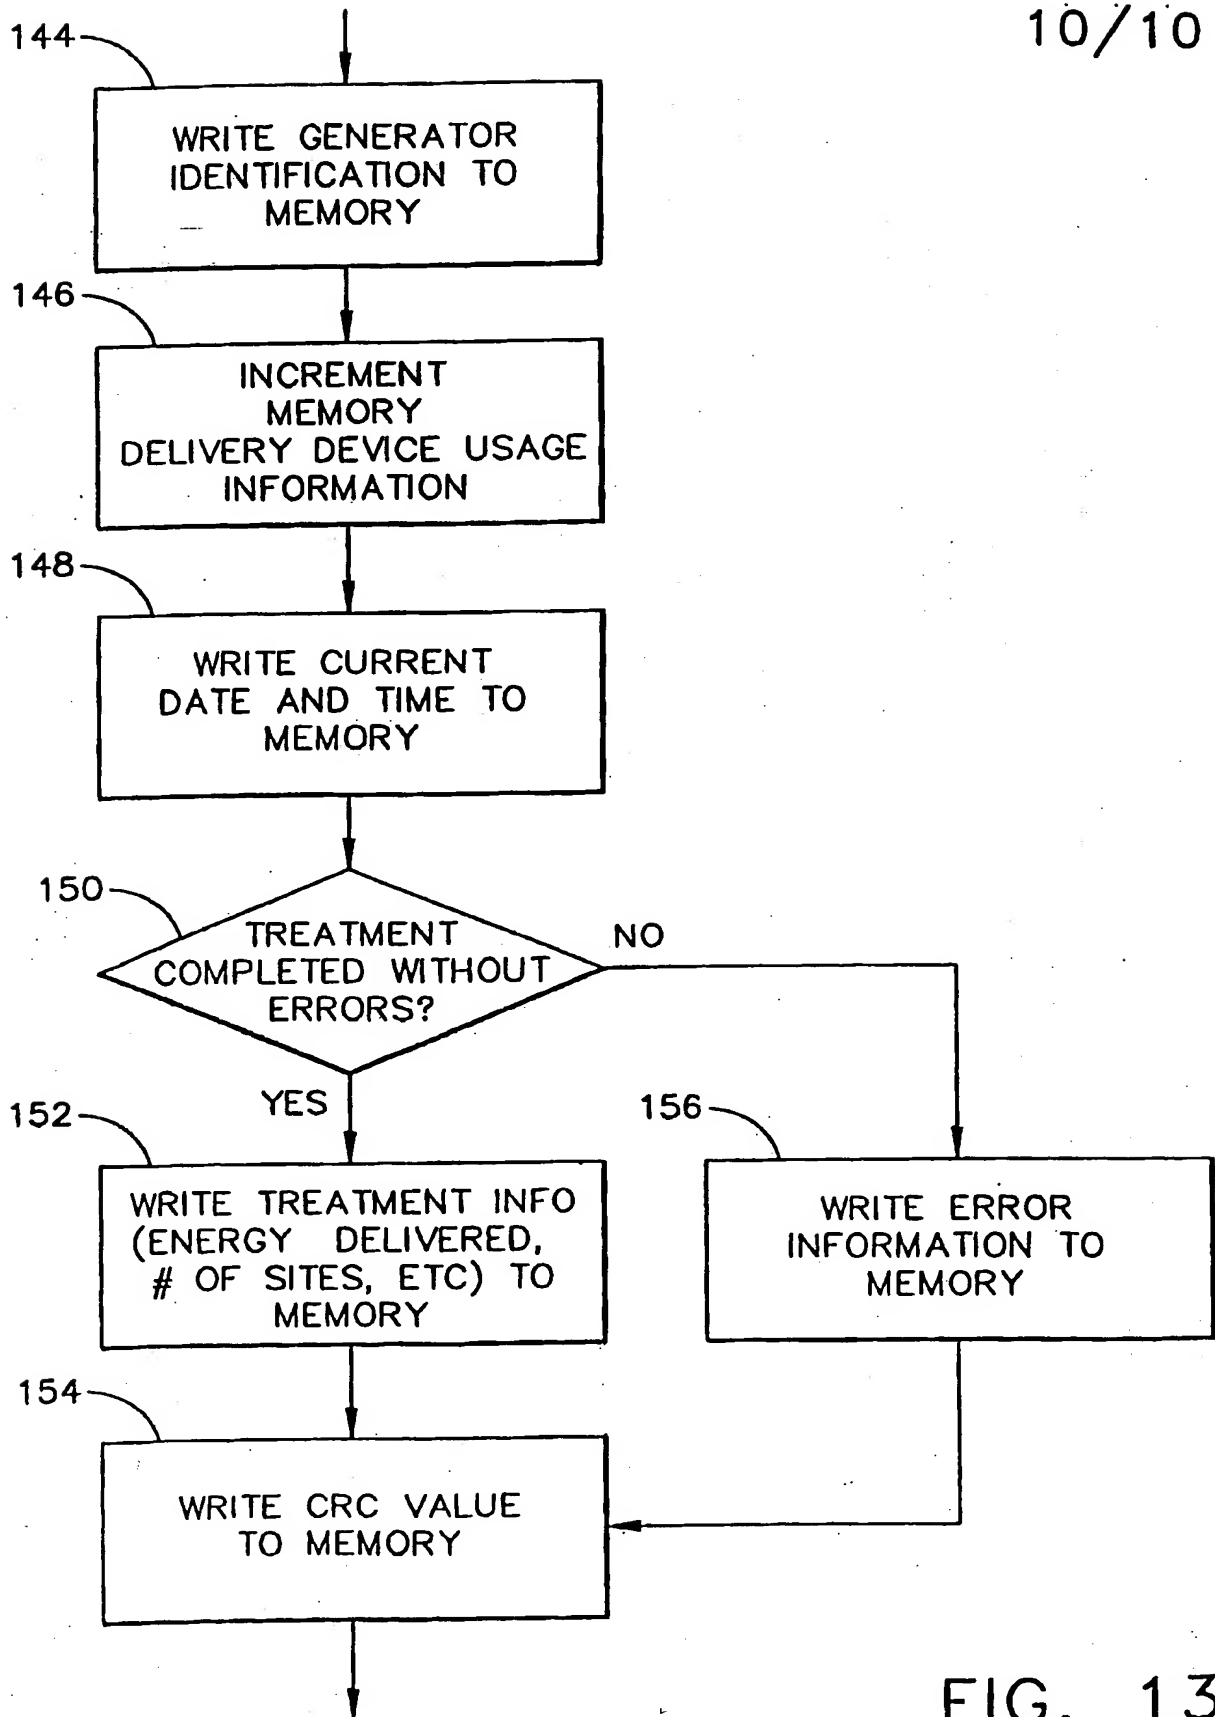 10/10
144
WRITE GENERATOR
IDENTIFICATION TO
MEMORY
146
INCREMENT
MEMORY
DELIVERY DEVICE USAGE
INFORMATION
148
WRITE CURRENT
DATE AND TIME TO
MEMORY
150
TREATMENT
COMPLETED WITHOUT
ERRORS?
NO
YES
152
WRITE TREATMENT INFO
(ENERGY DELIVERED,
# OF SITES, ETC) TO
MEMORY
156
WRITE ERROR
INFORMATION TO
MEMORY
154
WRITE CRC VALUE
TO MEMORY
FIG. 13